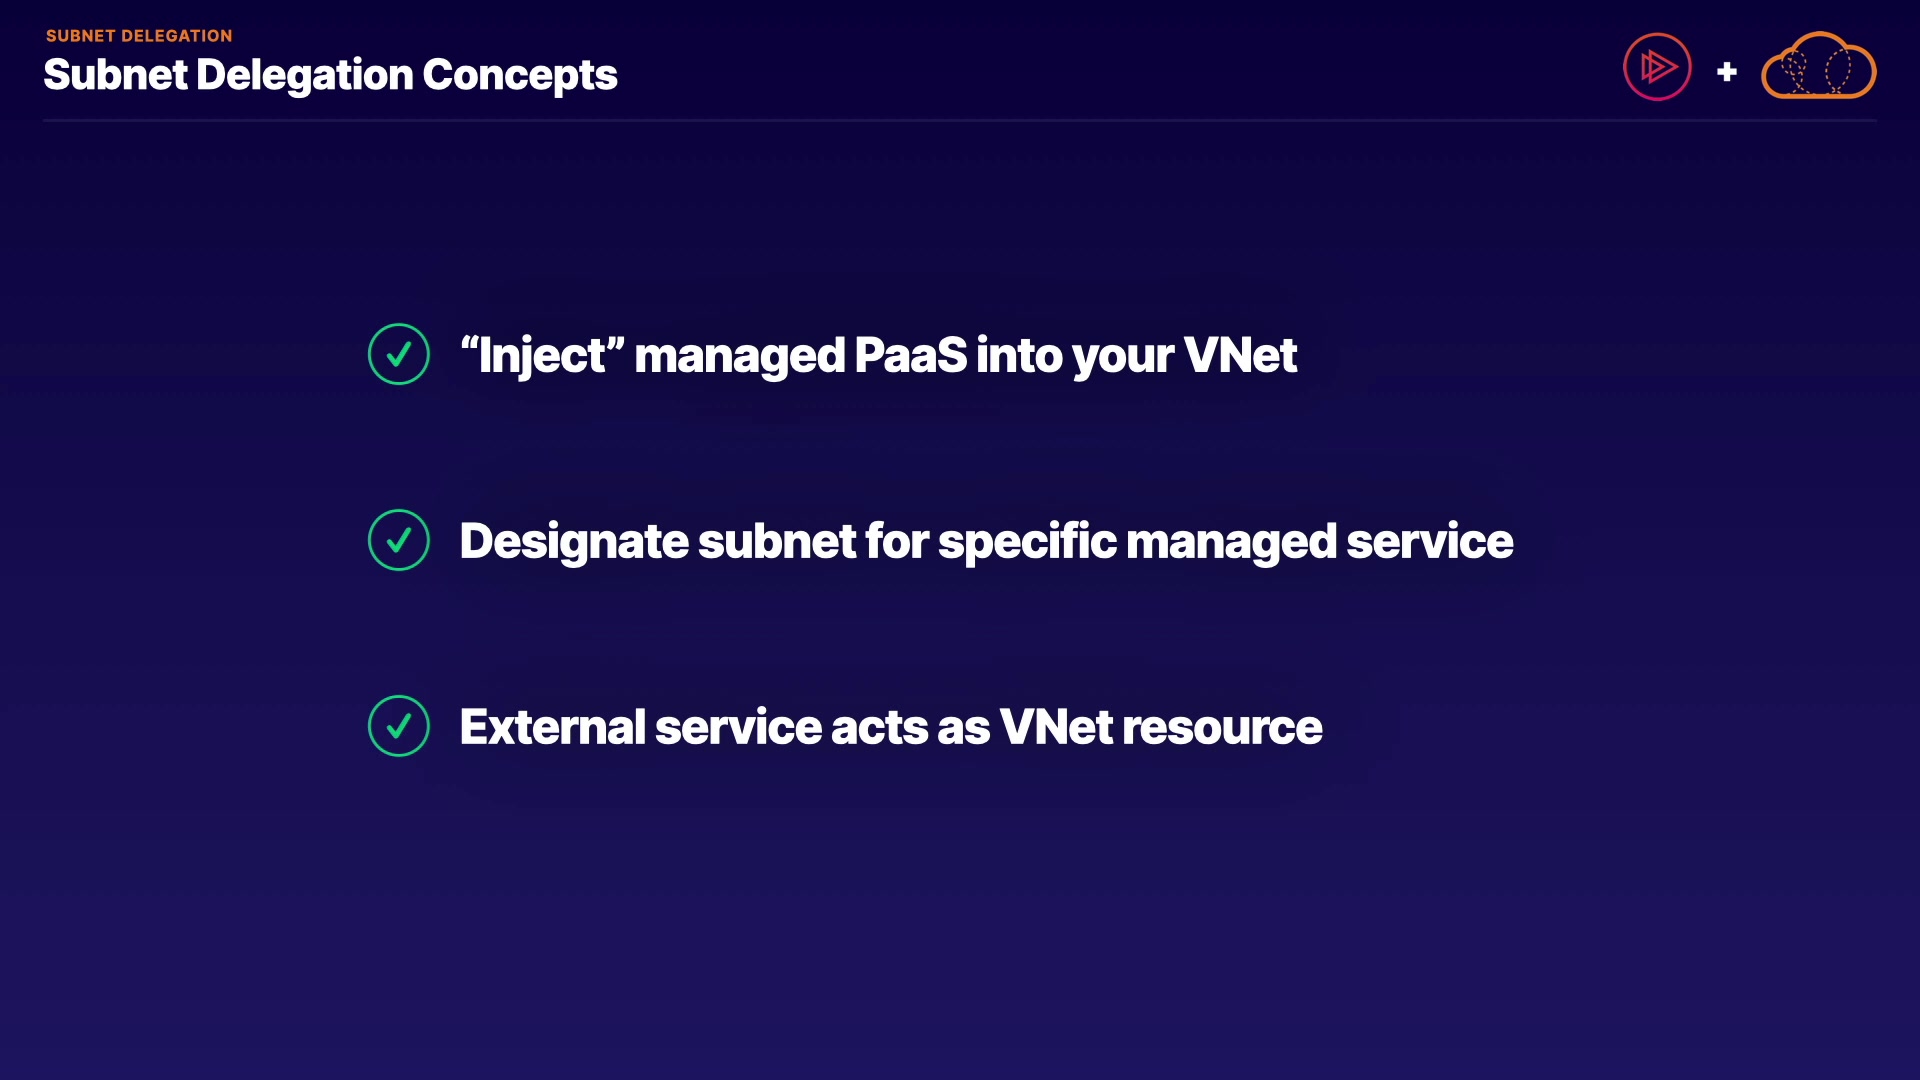 SUBNET DELEGATION
Subnet Delegation Concepts
+
“Inject” managed PaaS into your VNet
Designate subnet for specific managed service
External service acts as VNet resource